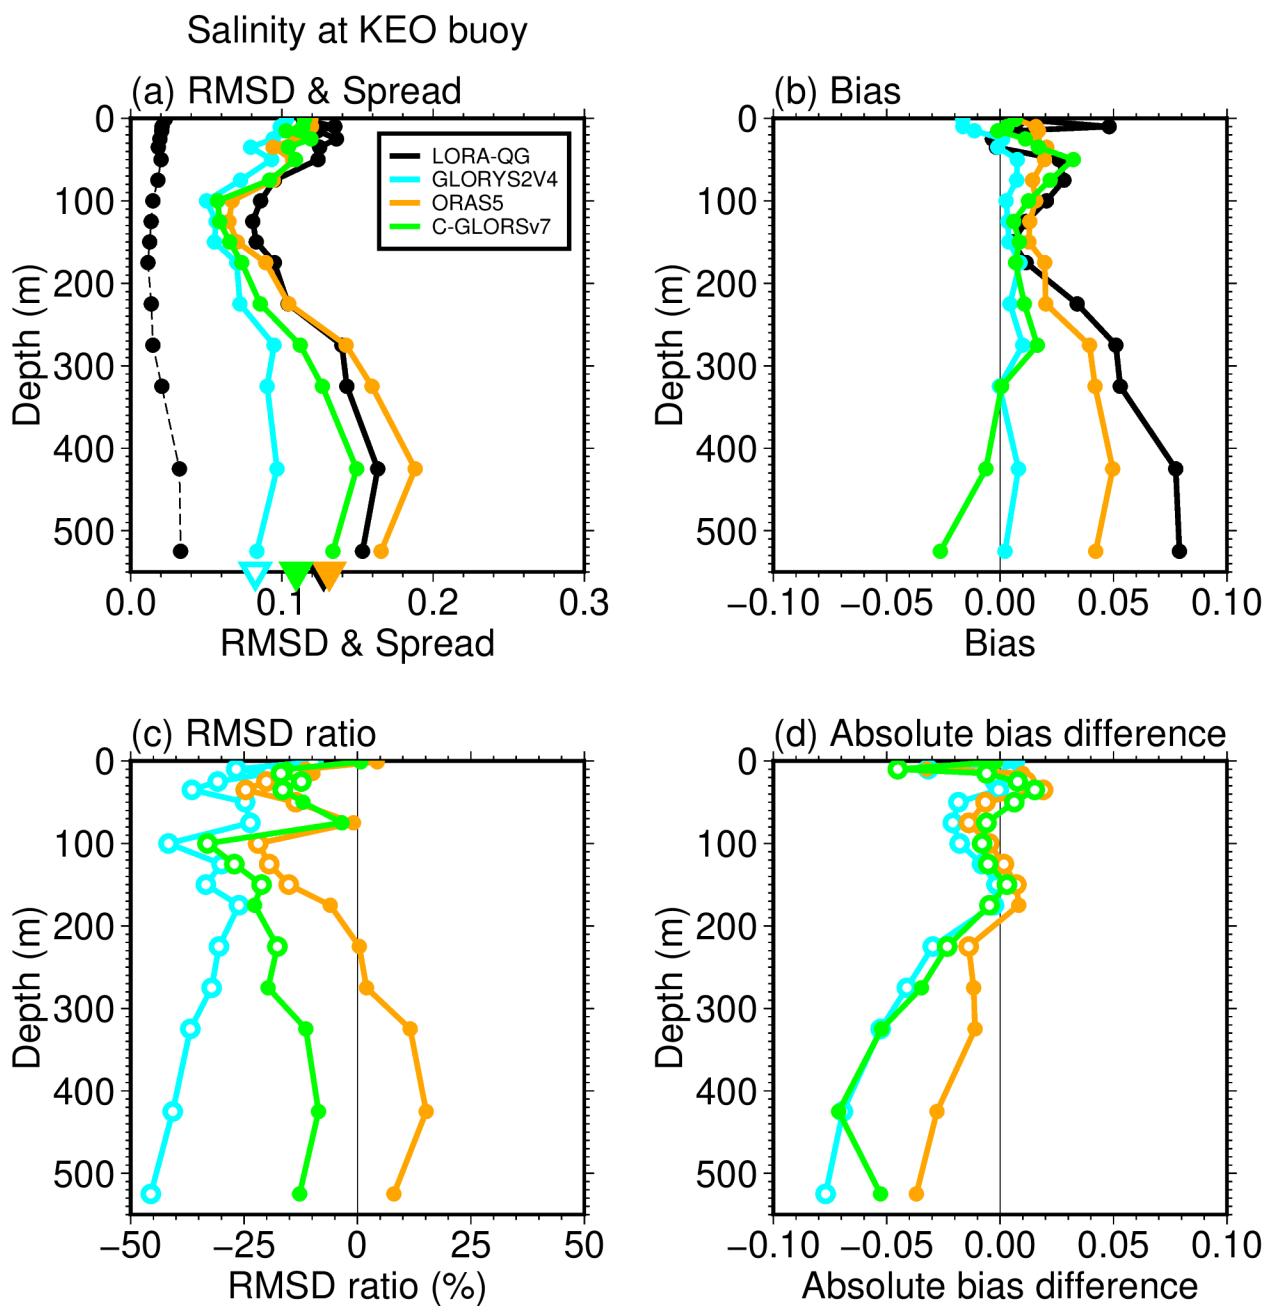 Salinity at KEO buoy
(a) RMSD & Spread
0
100
200
300
400
500
Depth (m)
LORA-QG
GLORYS2V4
ORAS5
C-GLORSv7
0.0 0.1 0.2 0.3
RMSD & Spread
(b) Bias
0
100
200
300
400
500
Depth (m)
−0.10 −0.05 0.00 0.05 0.10
Bias
(c) RMSD ratio
0
100
200
300
400
500
Depth (m)
−50 −25 0 25 50
RMSD ratio (%)
(d) Absolute bias difference
0
100
200
300
400
500
Depth (m)
−0.10 −0.05 0.00 0.05 0.10
Absolute bias difference